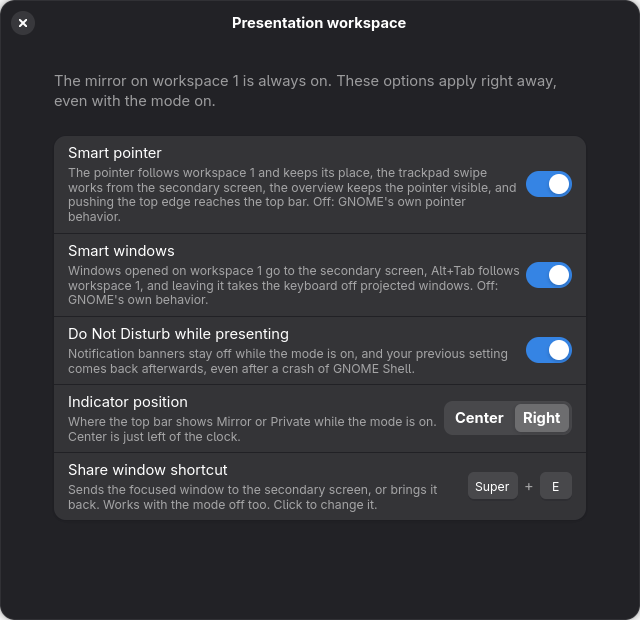 Presentation workspace
The mirror on workspace 1 is always on. These options apply right away,
even with the mode on.
Smart pointer
The pointer follows workspace 1 and keeps its place, the trackpad swipe
works from the secondary screen, the overview keeps the pointer visible, and
pushing the top edge reaches the top bar. Off: GNOME's own pointer
behavior.
Smart windows
Windows opened on workspace 1 go to the secondary screen, Alt+Tab follows
workspace 1, and leaving it takes the keyboard off projected windows. Off:
GNOME's own behavior.
Do Not Disturb while presenting
Notification banners stay off while the mode is on, and your previous setting
comes back afterwards, even after a crash of GNOME Shell.
Indicator position
Where the top bar shows Mirror or Private while the mode is on.
Center is just left of the clock.
Center Right
Share window shortcut
Sends the focused window to the secondary screen, or brings it
back. Works with the mode off too. Click to change it.
Super + E